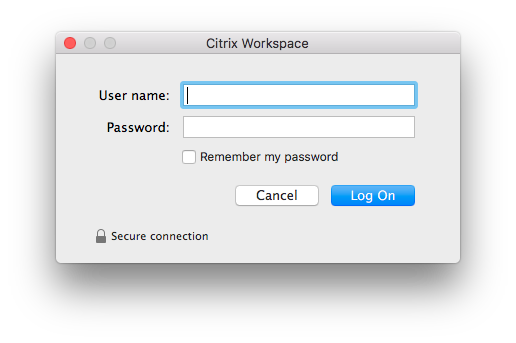 Citrix Workspace
User name:
Password:
Remember my password
Cancel Log On
Secure connection